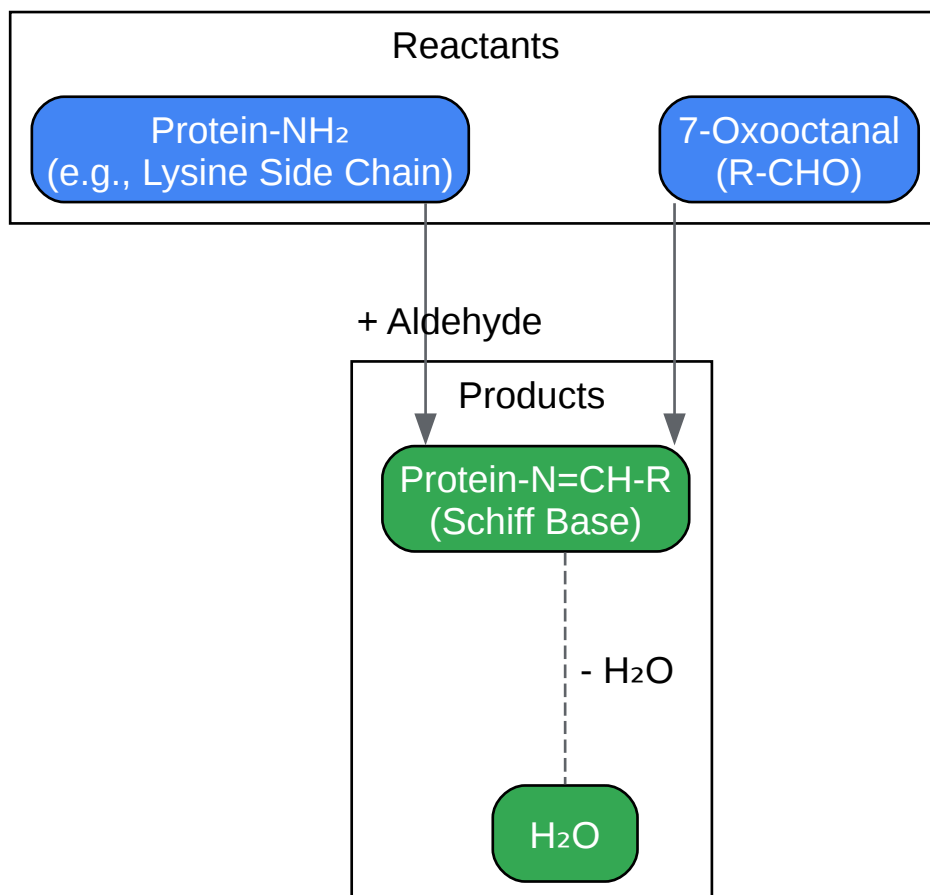 Reactants
Protein-NH₂
(e.g., Lysine Side Chain)
7-Oxooctanal
(R-CHO)
+ Aldehyde
Products
Protein-N=CH-R
(Schiff Base)
- H₂O
H₂O